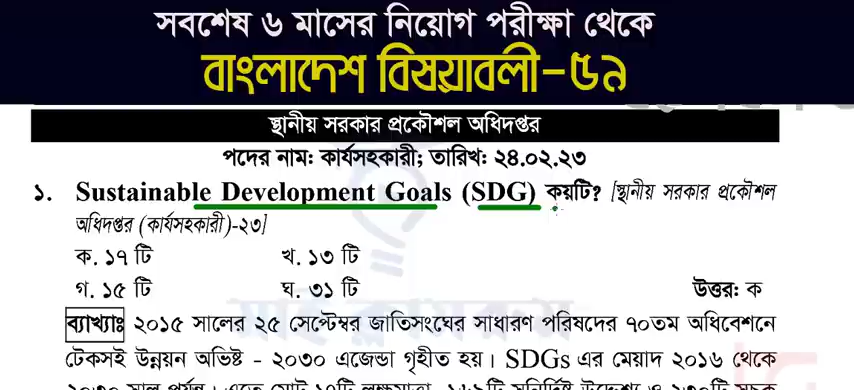 সবশেষ ৬ মাসের নিয়োগ পরীক্ষা থেকে
বাংলাদেশ বিষয়াবলী-৫৯
স্থানীয় সরকার প্রকৌশল অধিদপ্তর
পদের নাম: কার্যসহকারী; তারিখ: ২৪.০২.২৩
১. Sustainable Development Goals (SDG) কয়টি? [স্থানীয় সরকার প্রকৌশল
অধিদপ্তর (কার্যসহকারী)-২৩]
ক. ১৭ টি খ. ১৩ টি
গ. ১৫ টি ঘ. ৩১ টি উত্তর: ক
ব্যাখ্যাঃ ২০১৫ সালের ২৫ সেপ্টেম্বর জাতিসংঘের সাধারণ পরিষদের ৭০তম অধিবেশনে
টেকসই উন্নয়ন অভিষ্ট - ২০৩০ এজেন্ডা গৃহীত হয়। SDGs এর মেয়াদ ২০১৬ থেকে